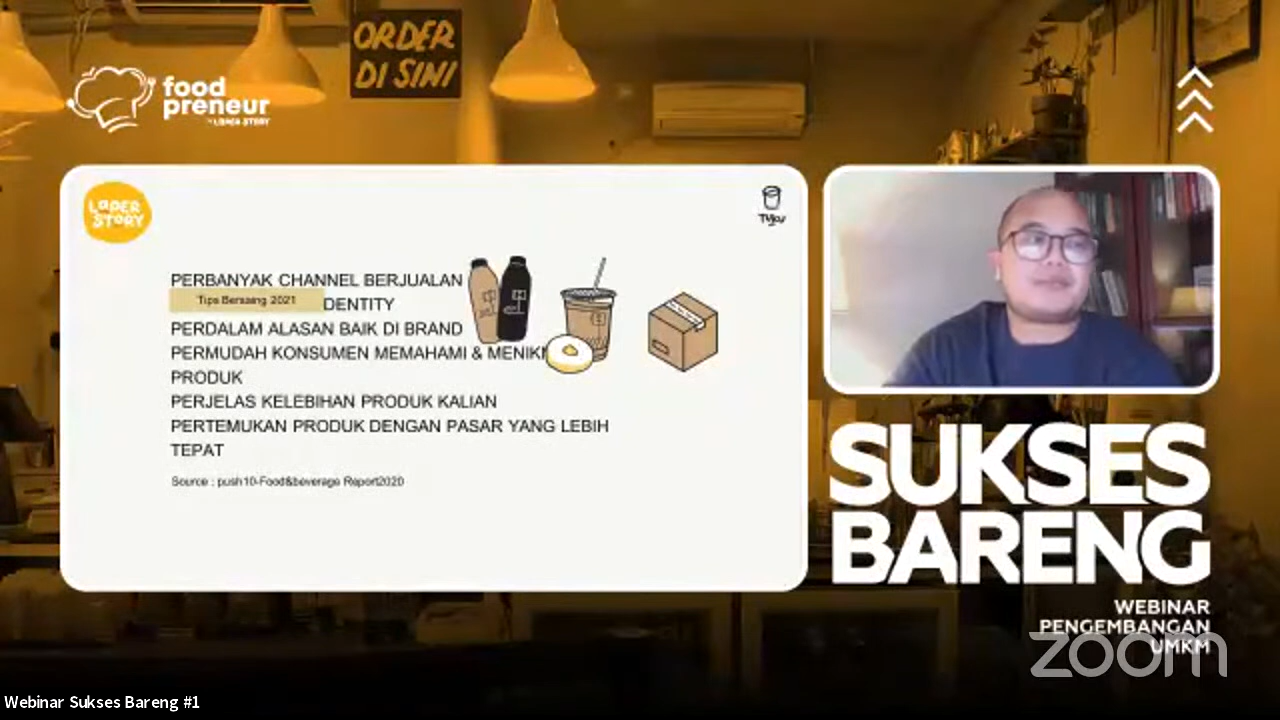 ORDER
DI SINI
food
preneur
LAPER STORY
LAPER
STORY
PERBANYAK CHANNEL BERJUALAN
Tips Bersaing 2021
DENTITY
PERDALAM ALASAN BAIK DI BRAND
PERMUDAH KONSUMEN MEMAHAMI &
PRODUK
PERJELAS KELEBIHAN PRODUK KALIAN
PERTEMUKAN PRODUK DENGAN PASAR YANG LEBIH
TEPAT
Source : push10-Food&beverage Report2020
SUKSES
BARENG
WEBINAR
PENGEMBANGAN
UMKM
zoom
Webinar Sukses Bareng #1